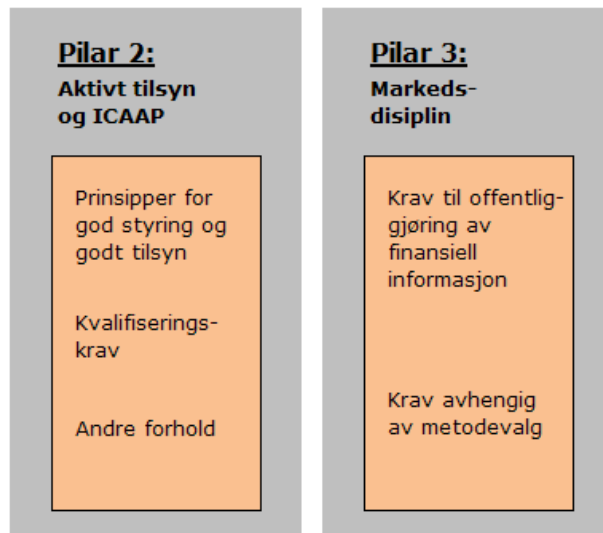 Pilar 2:
Aktivt tilsyn
og ICAAP
Prinsipper for
god styring og
godt tilsyn
Kvalifiserings-
krav
Andre forhold
Pilar 3:
Markeds-
disiplin
Krav til offentlig-
gjøring av
finansiell
informasjon
Krav avhengig
av metodevalg